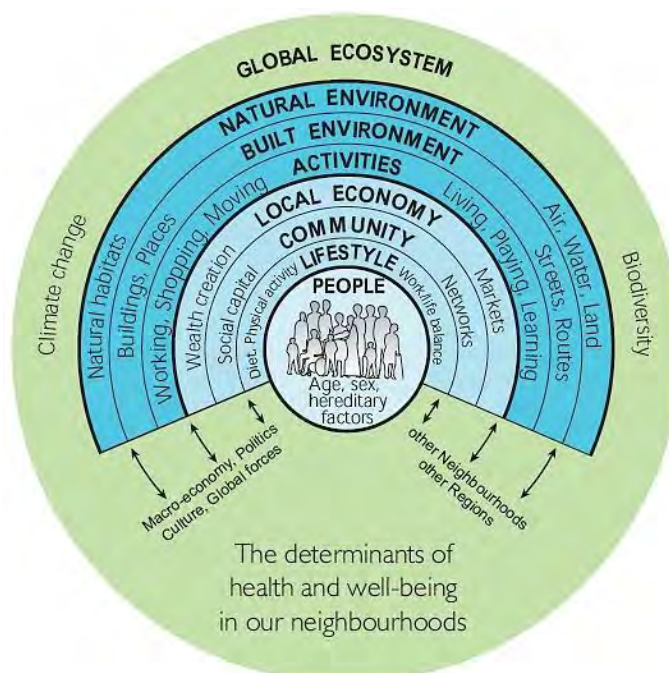 GLOBAL ECOSYSTEM
NATURAL ENVIRONMENT
BUILT ENVIRONMENT
ACTIVITIES
LOCAL ECONOMY
COMMUNITY
LIFESTYLE
PEOPLE
Age, sex,
hereditary
factors
Climate change
Natural habitats
Buildings, Places
Working, Shopping, Moving
Wealth creation
Social capital
Diet. Physical activity
Work/life balance
Networks
Markets
Living, Playing, Learning
Streets, Routes
Air, Water, Land
Biodiversity
Macro-economy, Politics
Culture, Global forces
other Neighbourhoods
other Regions
The determinants of
health and well-being
in our neighbourhoods